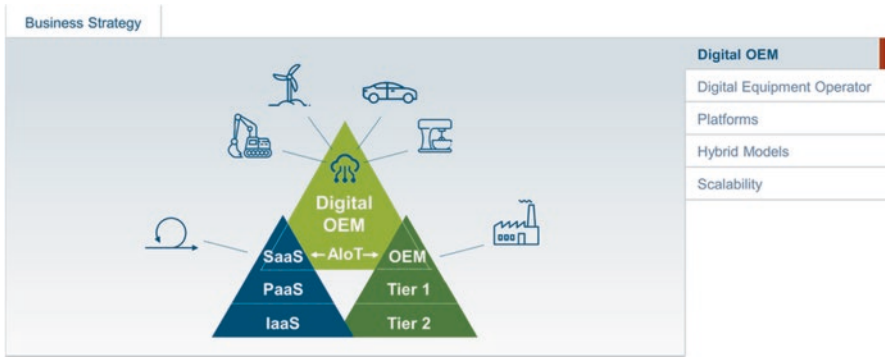 Business Strategy
Digital OEM
Digital Equipment Operator
Platforms
Hybrid Models
Scalability
Digital
OEM
SaaS ←AIoT→ OEM
PaaS Tier 1
IaaS Tier 2